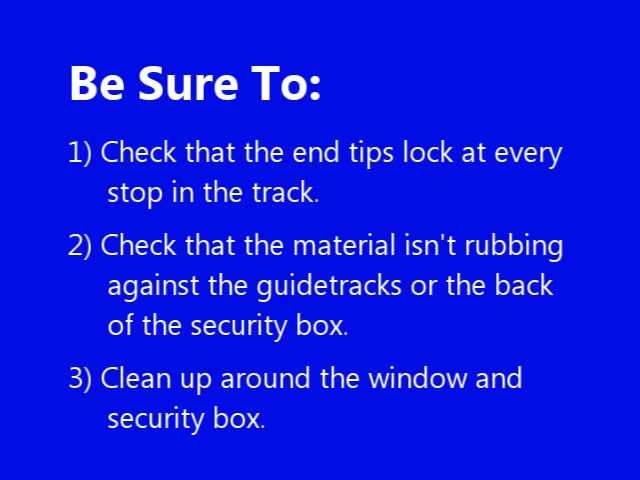 Be Sure To:
1) Check that the end tips lock at every
stop in the track.
2) Check that the material isn't rubbing
against the guidetracks or the back
of the security box.
3) Clean up around the window and
security box.